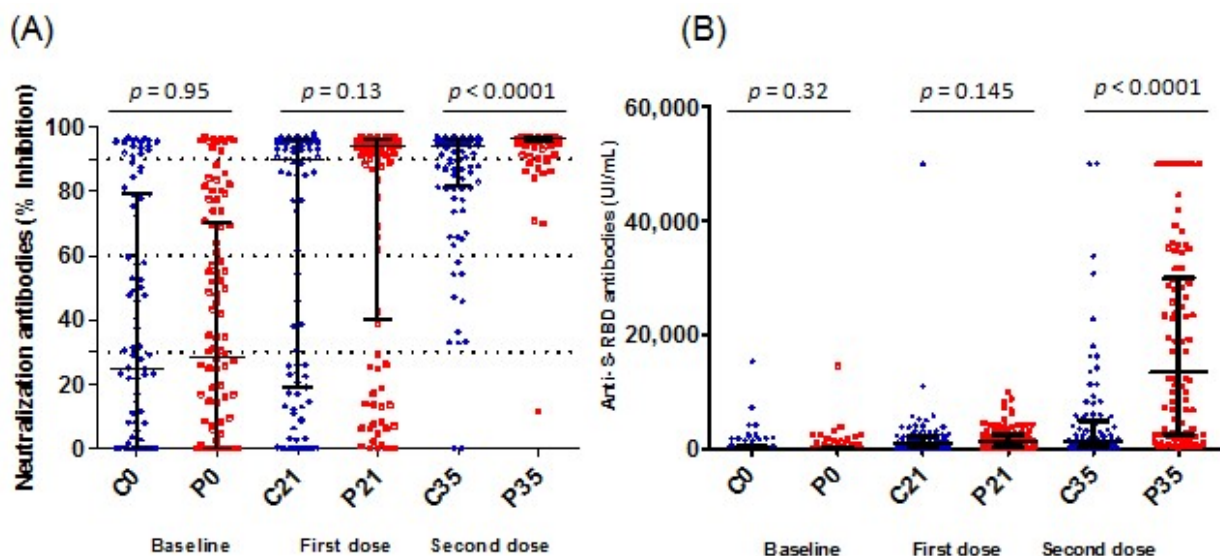 (A)
p = 0.95
p = 0.13
p < 0.0001
Neutralization antibodies (% Inhibition)
100
80
60
40
20
0
C0
P0
C21
P21
C35
P35
Baseline
First dose
Second dose
(B)
p = 0.32
p = 0.145
p < 0.0001
Anti-S-RBD antibodies (UI/mL)
60,000
40,000
20,000
0
C0
P0
C21
P21
C35
P35
Baseline
First dose
Second dose